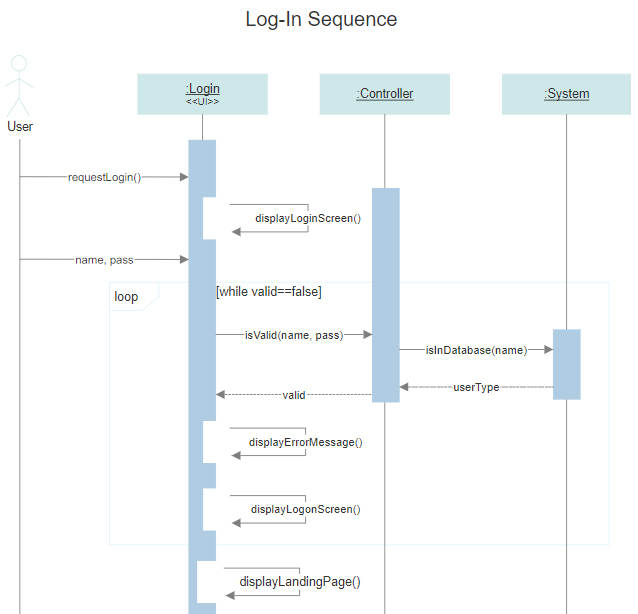 Log-In Sequence
:Login
<<UI>>
:Controller
:System
User
requestLogin()
displayLoginScreen()
name, pass
loop
[while valid==false]
isValid(name, pass)
isInDatabase(name)
userType
valid
displayErrorMessage()
displayLogonScreen()
displayLandingPage()